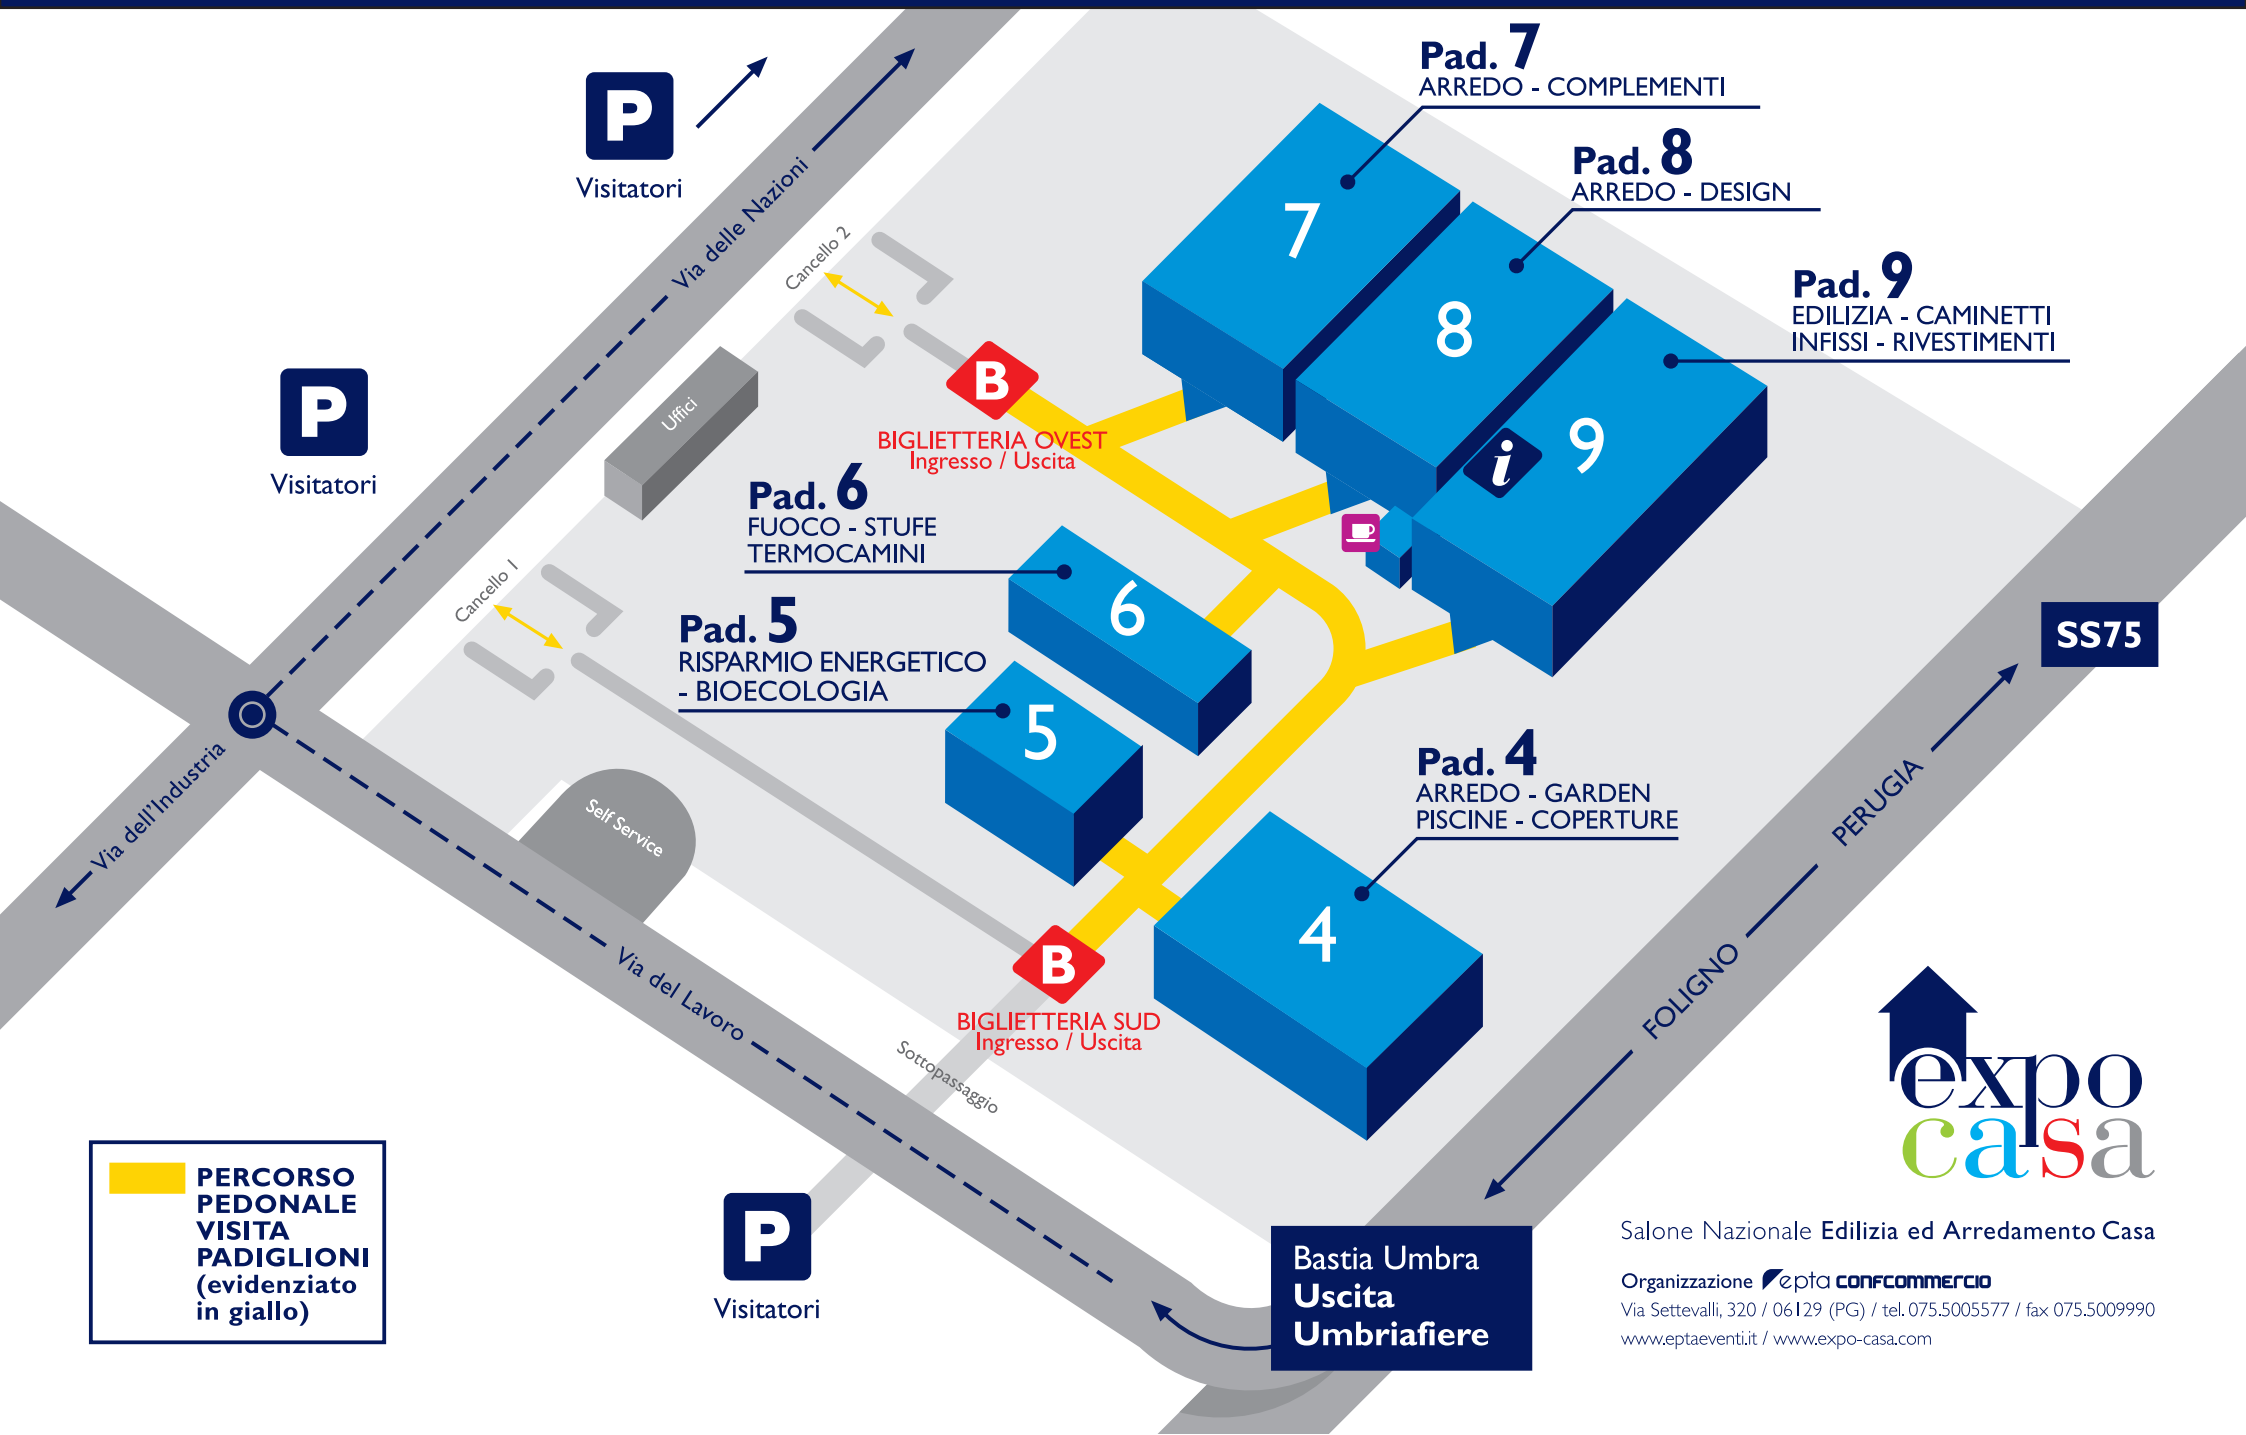 Pad. 7
ARREDO - COMPLEMENTI
P
Visitatori
Pad. 8
ARREDO - DESIGN
Via delle Nazioni
Cancello 2
7
Pad. 9
EDILIZIA - CAMINETTI
INFISSI - RIVESTIMENTI
8
P
Visitatori
Uffici
B
BIGLIETTERIA OVEST
Ingresso / Uscita
9
i
Pad. 6
FUOCO - STUFE
TERMOCAMINI
6
Cancello 1
Pad. 5
RISPARMIO ENERGETICO
- BIOECOLOGIA
5
SS75
Via dell'Industria
Self Service
Pad. 4
ARREDO - GARDEN
PISCINE - COPERTURE
4
PERUGIA
FOLIGNO
Via del Lavoro
B
BIGLIETTERIA SUD
Ingresso / Uscita
Sottopassaggio
expo
casa
PERCORSO
PEDONALE
VISITA
PADIGLIONI
(evidenziato
in giallo)
P
Visitatori
Bastia Umbra
Uscita
Umbriafiere
Salone Nazionale Edilizia ed Arredamento Casa
Organizzazione epta CONFCOMMERCIO
Via Settevalli, 320 / 06129 (PG) / tel. 075.5005577 / fax 075.5009990
www.eptaeventi.it / www.expo-casa.com